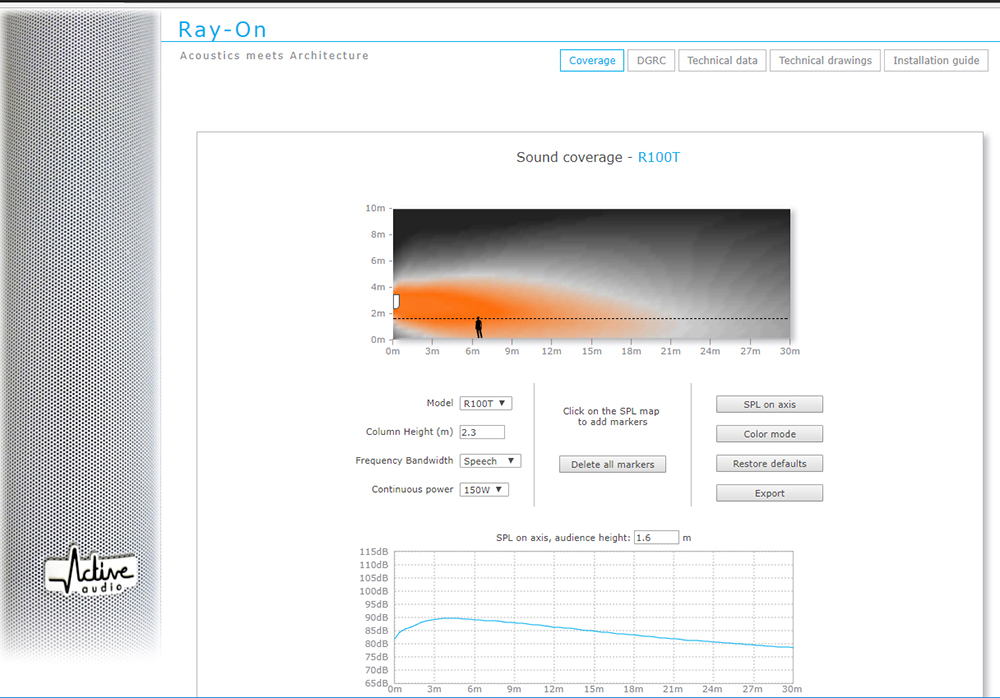 Ray-On
Acoustics meets Architecture
Coverage DGRC Technical data Technical drawings Installation guide
Sound coverage - R100T
10m
8m
6m
4m
2m
0m
0m 3m 6m 9m 12m 15m 18m 21m 24m 27m 30m
Model R100T
Column Height (m) 2.3
Frequency Bandwidth Speech
Continuous power 150W
Click on the SPL map
to add markers
Delete all markers
SPL on axis
Color mode
Restore defaults
Export
SPL on axis, audience height: 1.6 m
115dB
110dB
105dB
100dB
95dB
90dB
85dB
80dB
75dB
70dB
65dB
0m 3m 6m 9m 12m 15m 18m 21m 24m 27m 30m
Active
audio